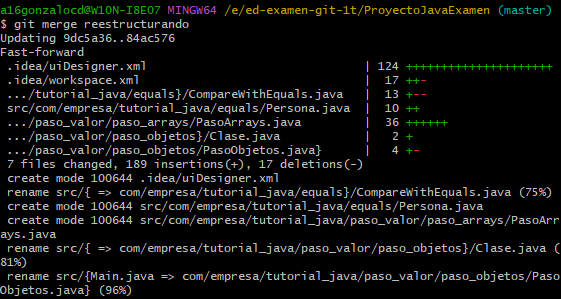 a16gonzalocd@W10N-I8EO7 MINGW64 /e/ed-examen-git-1t/ProyectoJavaExamen (master)
$ git merge reestructurando
Updating 9dc5a36..84ac576
Fast-forward
 .idea/uiDesigner.xml                               | 124 +++++++++++++++++++++
 .idea/workspace.xml                                |  17 ++-
 .../tutorial_java/equals}/CompareWithEquals.java   |  13 +--
 src/com/empresa/tutorial_java/equals/Persona.java  |  10 ++
 .../paso_valor/paso_arrays/PasoArrays.java         |  36 ++++++
 .../paso_valor/paso_objetos}/Clase.java            |   2 +
 .../paso_valor/paso_objetos/PasoObjetos.java}      |   4 +-
 7 files changed, 189 insertions(+), 17 deletions(-)
 create mode 100644 .idea/uiDesigner.xml
 rename src/{ => com/empresa/tutorial_java/equals}/CompareWithEquals.java (75%)
 create mode 100644 src/com/empresa/tutorial_java/equals/Persona.java
 create mode 100644 src/com/empresa/tutorial_java/paso_valor/paso_arrays/PasoArr
ays.java
 rename src/{ => com/empresa/tutorial_java/paso_valor/paso_objetos}/Clase.java (
81%)
 rename src/{Main.java => com/empresa/tutorial_java/paso_valor/paso_objetos/Paso
Objetos.java} (96%)